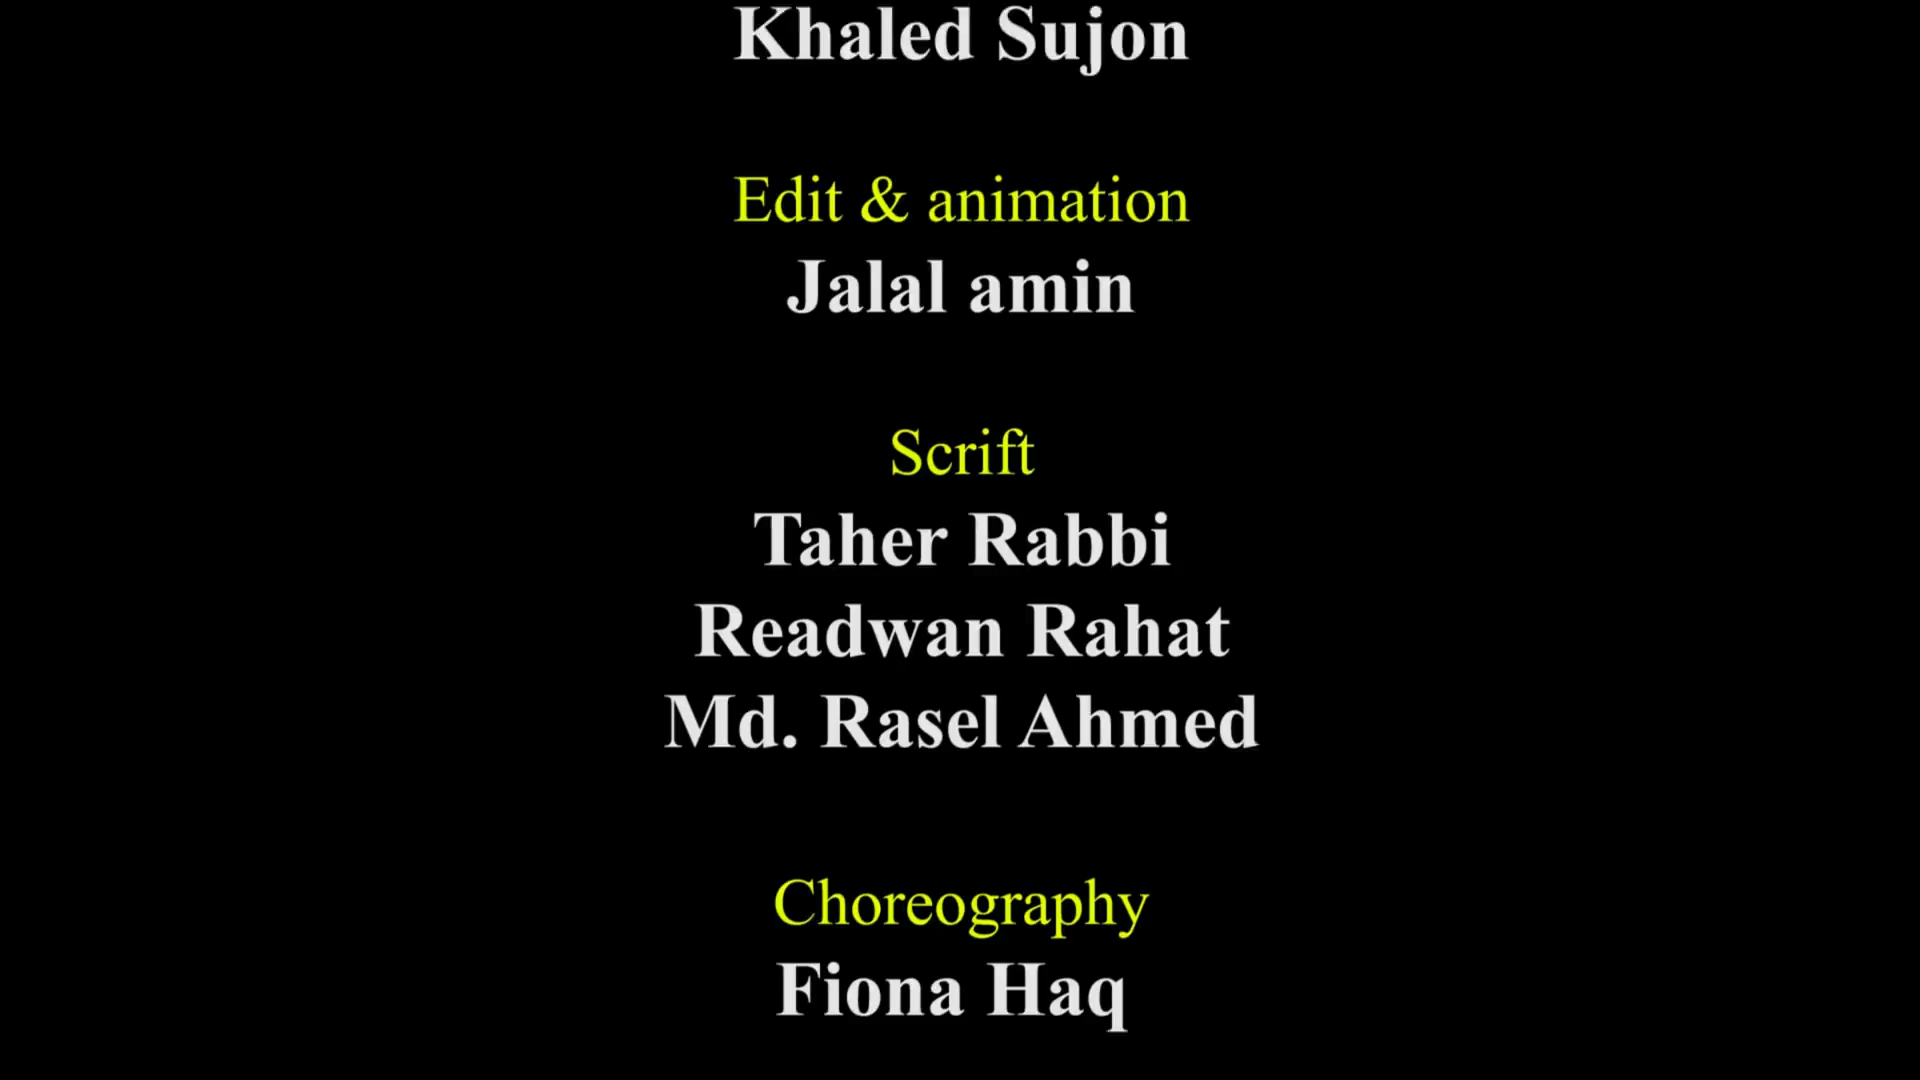 Khaled Sujon
Edit & animation
Jalal amin
Scrift
Taher Rabbi
Readwan Rahat
Md. Rasel Ahmed
Choreography
Fiona Haq